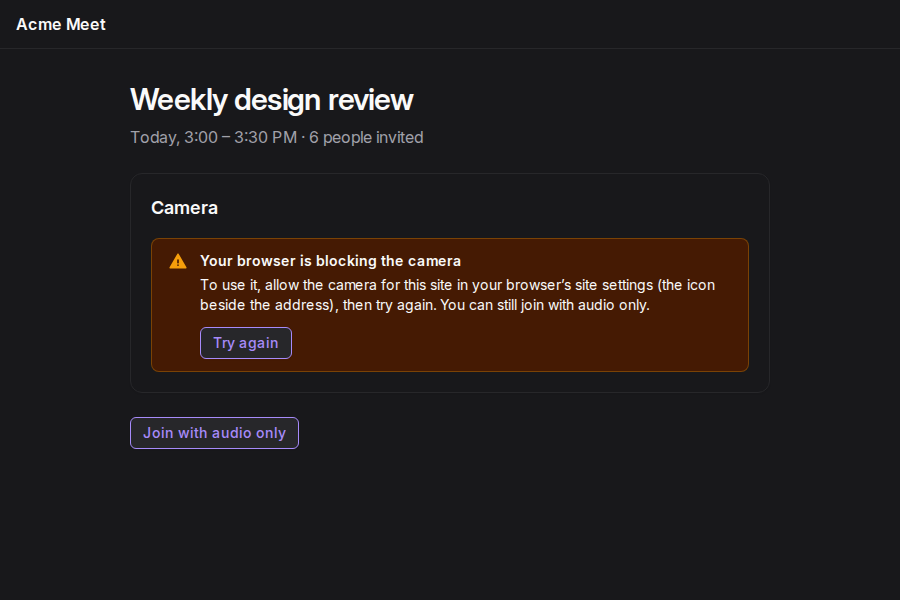 Acme Meet
Weekly design review
Today, 3:00 – 3:30 PM · 6 people invited
Camera
Your browser is blocking the camera
To use it, allow the camera for this site in your browser’s site settings (the icon
beside the address), then try again. You can still join with audio only.
Try again
Join with audio only